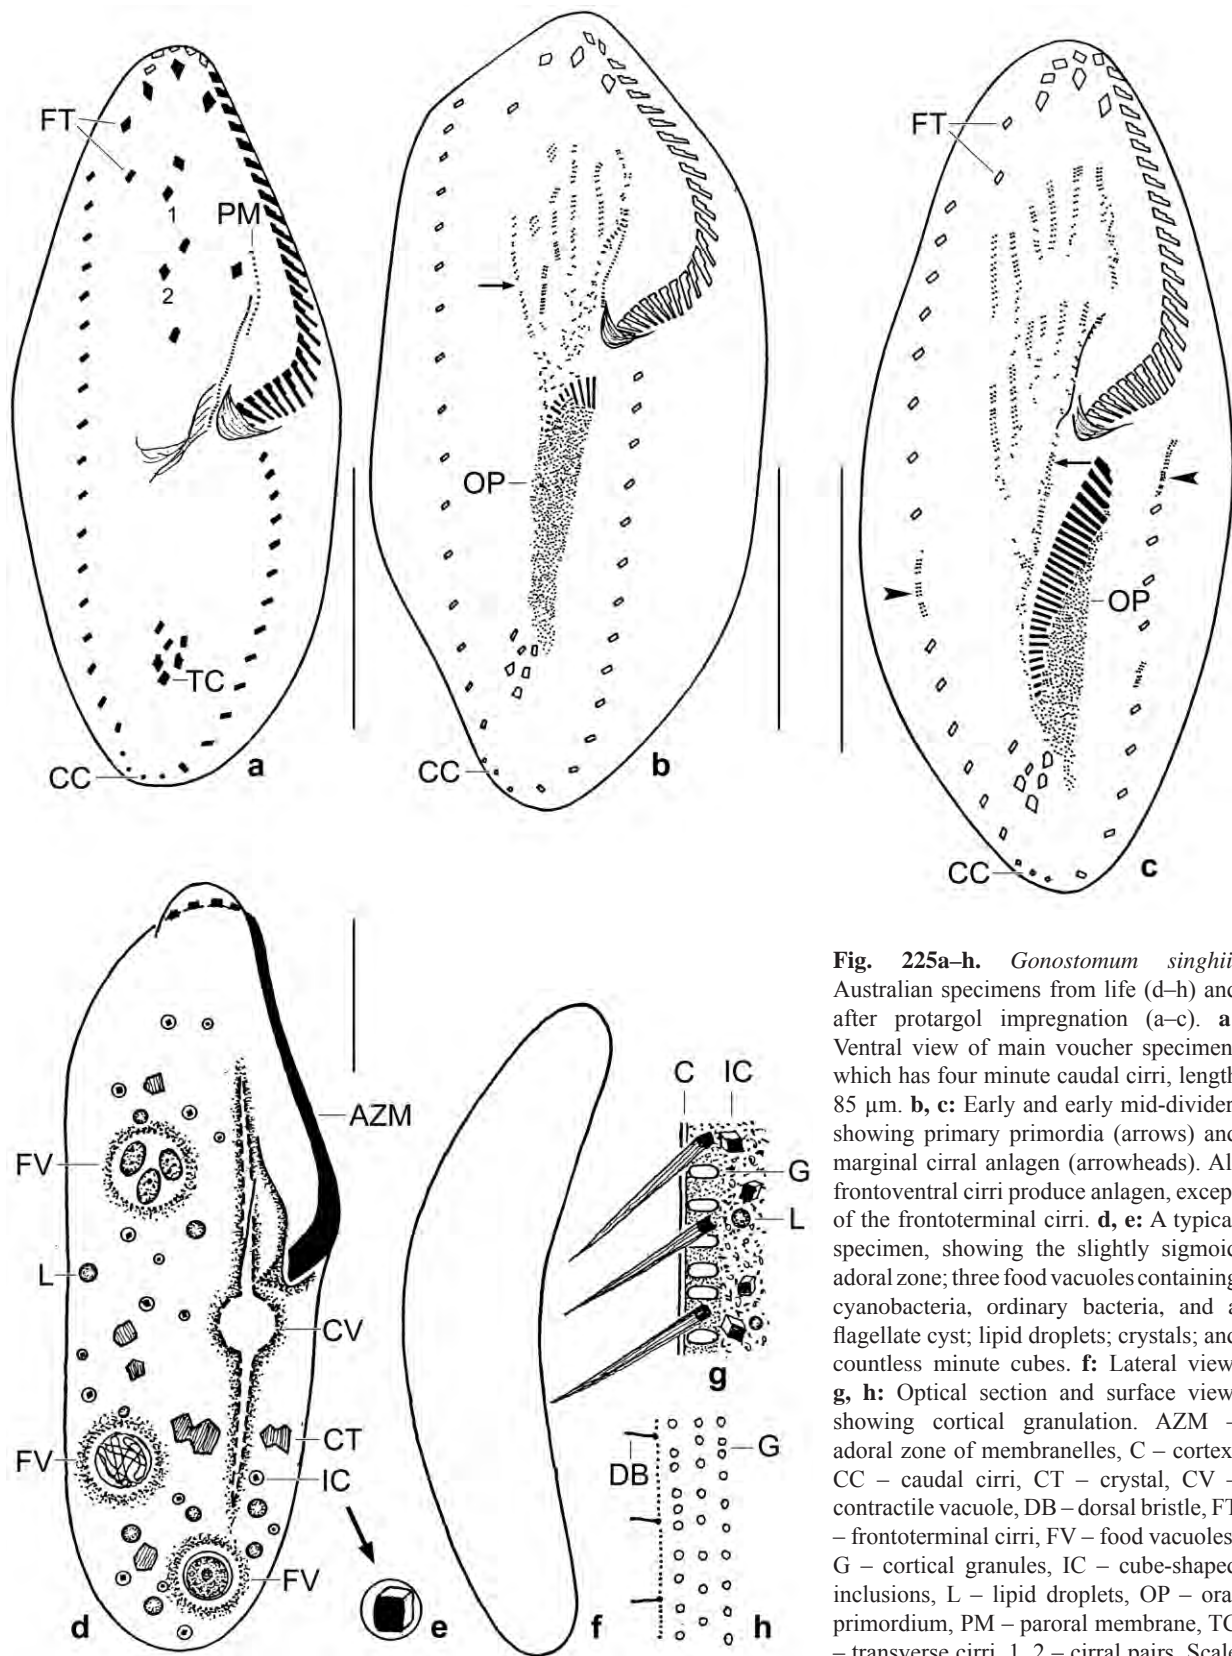 FT
PM
1
2
TC
CC
a
OP
CC
b
FT
OP
CC
c
AZM
FV
L
CV
CT
FV
IC
FV
d
e
f
C IC
G
L
g
DB
G
h
Fig. 225a–h. Gonostomum singhii
Australian specimens from life (d–h) and
after protargol impregnation (a–c). a
Ventral view of main voucher specimen
which has four minute caudal cirri, length
85 µm. b, c: Early and early mid-divider
showing primary primordia (arrows) and
marginal cirral anlagen (arrowheads). Al
frontoventral cirri produce anlagen, excep
of the frontoterminal cirri. d, e: A typica
specimen, showing the slightly sigmoid
adoral zone; three food vacuoles containing
cyanobacteria, ordinary bacteria, and a
flagellate cyst; lipid droplets; crystals; and
countless minute cubes. f: Lateral view
g, h: Optical section and surface view
showing cortical granulation. AZM –
adoral zone of membranelles, C – cortex
CC – caudal cirri, CT – crystal, CV –
contractile vacuole, DB – dorsal bristle, FT
– frontoterminal cirri, FV – food vacuoles
G – cortical granules, IC – cube-shaped
inclusions, L – lipid droplets, OP – ora
primordium, PM – paroral membrane, TC
– transverse cirri, 1, 2 – cirral pairs. Scale